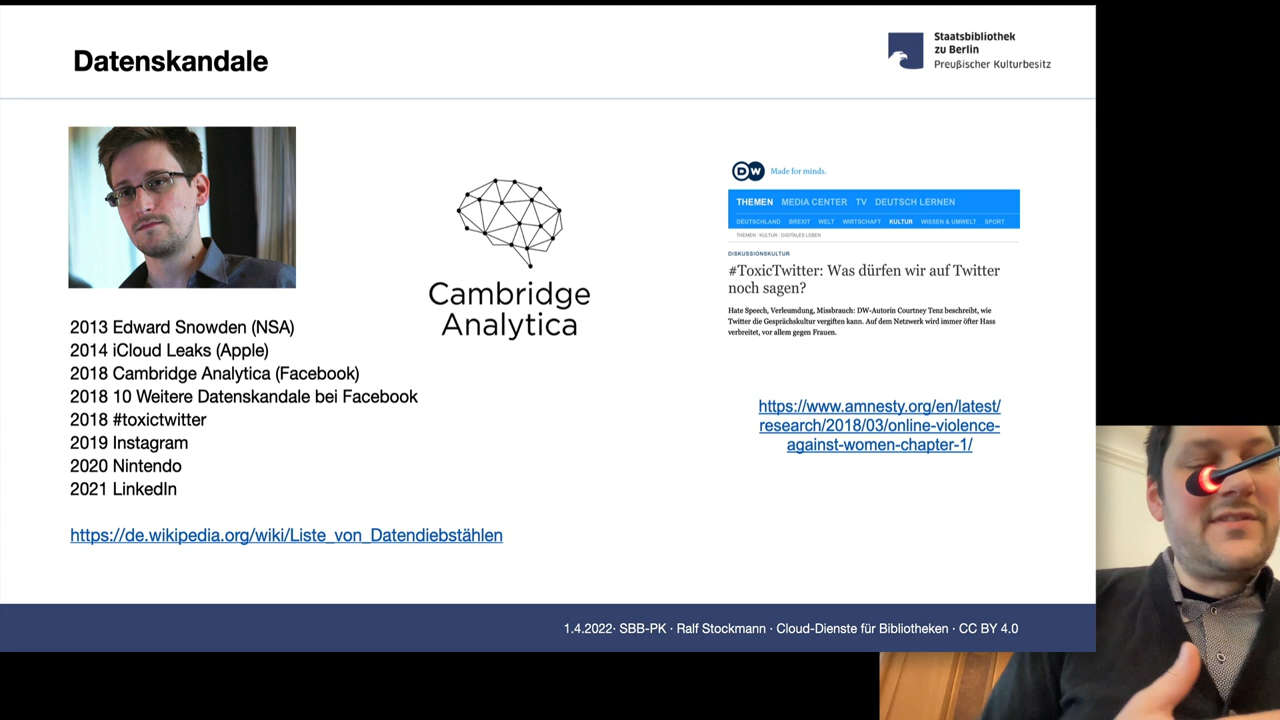 Datenskandale
Staatsbibliothek
zu Berlin
Preußischer Kulturbesitz
2013 Edward Snowden (NSA)
2014 iCloud Leaks (Apple)
2018 Cambridge Analytica (Facebook)
2018 10 Weitere Datenskandale bei Facebook
2018 #toxictwitter
2019 Instagram
2020 Nintendo
2021 LinkedIn
https://de.wikipedia.org/wiki/Liste_von_Datendiebstählen
Cambridge
Analytica
DW Made for minds.
THEMEN MEDIA CENTER TV DEUTSCH LERNEN
DEUTSCHLAND BREXIT WELT WIRTSCHAFT KULTUR WISSEN & UMWELT SPORT
THEMEN · KULTUR · DIGITALES LEBEN
DISKUSSIONSKULTUR
#ToxicTwitter: Was dürfen wir auf Twitter
noch sagen?
Hate Speech, Verleumdung, Missbrauch: DW-Autorin Courtney Tenz beschreibt, wie
Twitter die Gesprächskultur vergiften kann. Auf dem Netzwerk wird immer öfter Hass
verbreitet, vor allem gegen Frauen.
https://www.amnesty.org/en/latest/
research/2018/03/online-violence-
against-women-chapter-1/
1.4.2022· SBB-PK · Ralf Stockmann · Cloud-Dienste für Bibliotheken · CC BY 4.0